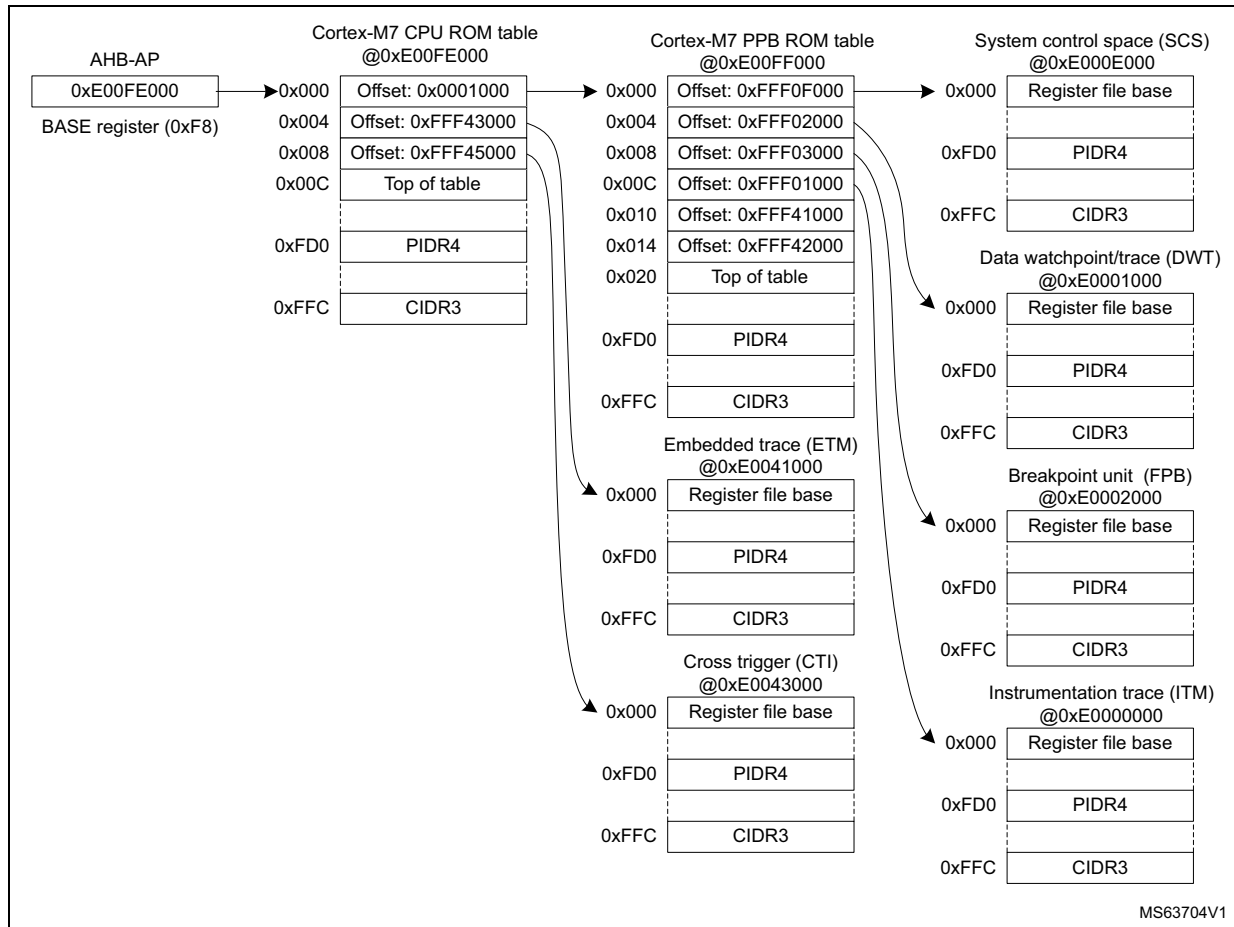 AHB-AP
0xE00FE000
BASE register (0xF8)
Cortex-M7 CPU ROM table
@0xE00FE000
0x000 Offset: 0x0001000
0x004 Offset: 0xFFF43000
0x008 Offset: 0xFFF45000
0x00C Top of table
0xFD0 PIDR4
0xFFC CIDR3
Cortex-M7 PPB ROM table
@0xE00FF000
0x000 Offset: 0xFFF0F000
0x004 Offset: 0xFFF02000
0x008 Offset: 0xFFF03000
0x00C Offset: 0xFFF01000
0x010 Offset: 0xFFF41000
0x014 Offset: 0xFFF42000
0x020 Top of table
0xFD0 PIDR4
0xFFC CIDR3
Embedded trace (ETM)
@0xE0041000
0x000 Register file base
0xFD0 PIDR4
0xFFC CIDR3
Cross trigger (CTI)
@0xE0043000
0x000 Register file base
0xFD0 PIDR4
0xFFC CIDR3
System control space (SCS)
@0xE000E000
0x000 Register file base
0xFD0 PIDR4
0xFFC CIDR3
Data watchpoint/trace (DWT)
@0xE0001000
0x000 Register file base
0xFD0 PIDR4
0xFFC CIDR3
Breakpoint unit (FPB)
@0xE0002000
0x000 Register file base
0xFD0 PIDR4
0xFFC CIDR3
Instrumentation trace (ITM)
@0xE0000000
0x000 Register file base
0xFD0 PIDR4
0xFFC CIDR3
MS63704V1